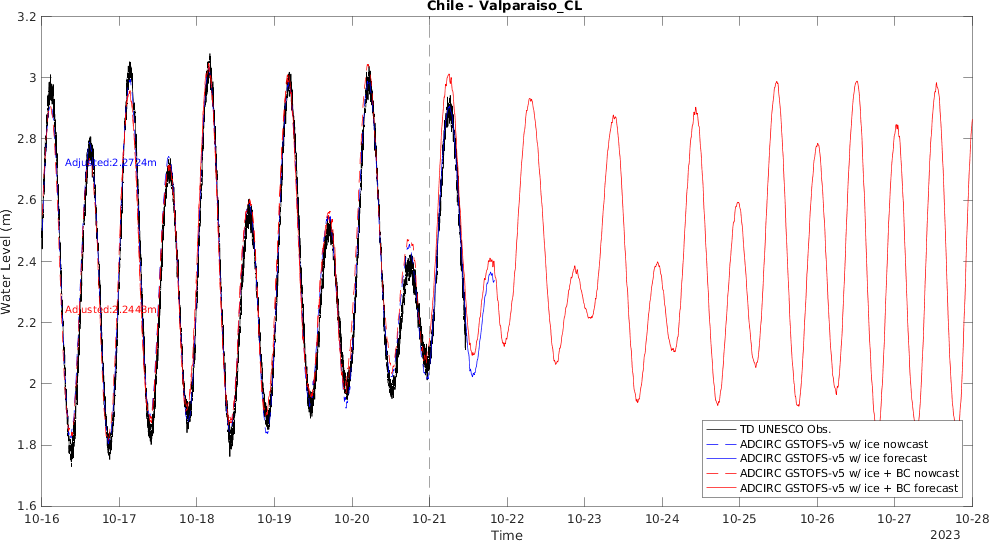 Chile - Valparaiso_CL
3.2
3
2.8
2.6
2.4
2.2
2
1.8
1.6
Water Level (m)
Adjusted:2.2724m
Adjusted:2.2443m
TD UNESCO Obs.
ADCIRC GSTOFS-v5 w/ ice nowcast
ADCIRC GSTOFS-v5 w/ ice forecast
ADCIRC GSTOFS-v5 w/ ice + BC nowcast
ADCIRC GSTOFS-v5 w/ ice + BC forecast
10-16 10-17 10-18 10-19 10-20 10-21 10-22 10-23 10-24 10-25 10-26 10-27 10-28
Time
2023